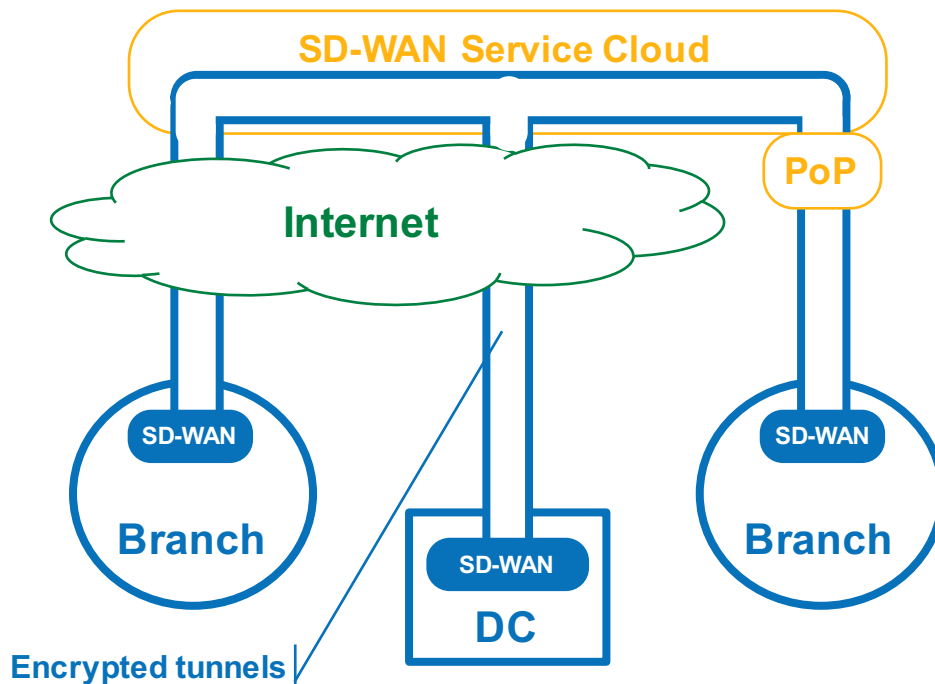 SD-WAN Service Cloud
PoP
Internet
SD-WAN
SD-WAN
Branch
Branch
SD-WAN
DC
Encrypted tunnels